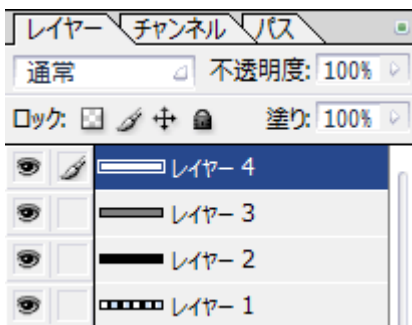 レイヤー チャンネル パス
通常 不透明度: 100%
ロック: 塗り: 100%
レイヤー 4
レイヤー 3
レイヤー 2
レイヤー 1